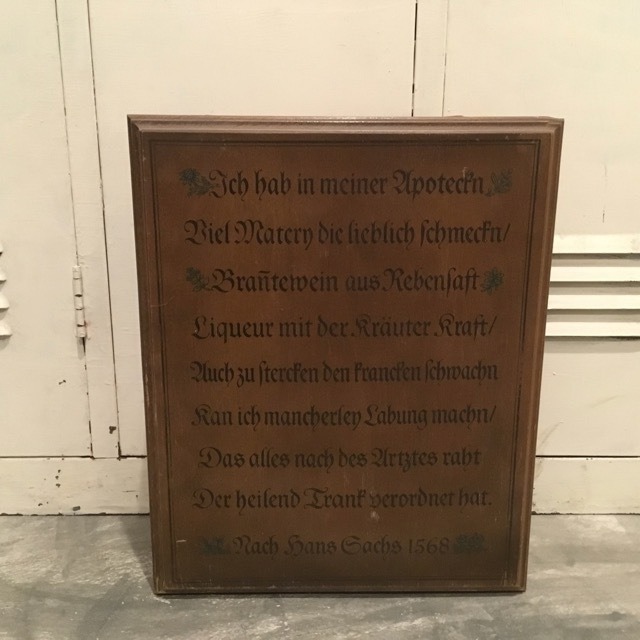 Ich hab in meiner Apoteckn
Viel Matery die lieblich schmeckn/
Bran̄tewein aus Rebensaft
Liqueur mit der Kräuter Kraft/
Auch zu stercken den krancken schwachn
Kan ich mancherley Labung machn/
Das alles nach des Artztes raht
Der heilend Trank verordnet hat.
Nach Hans Sachs 1568